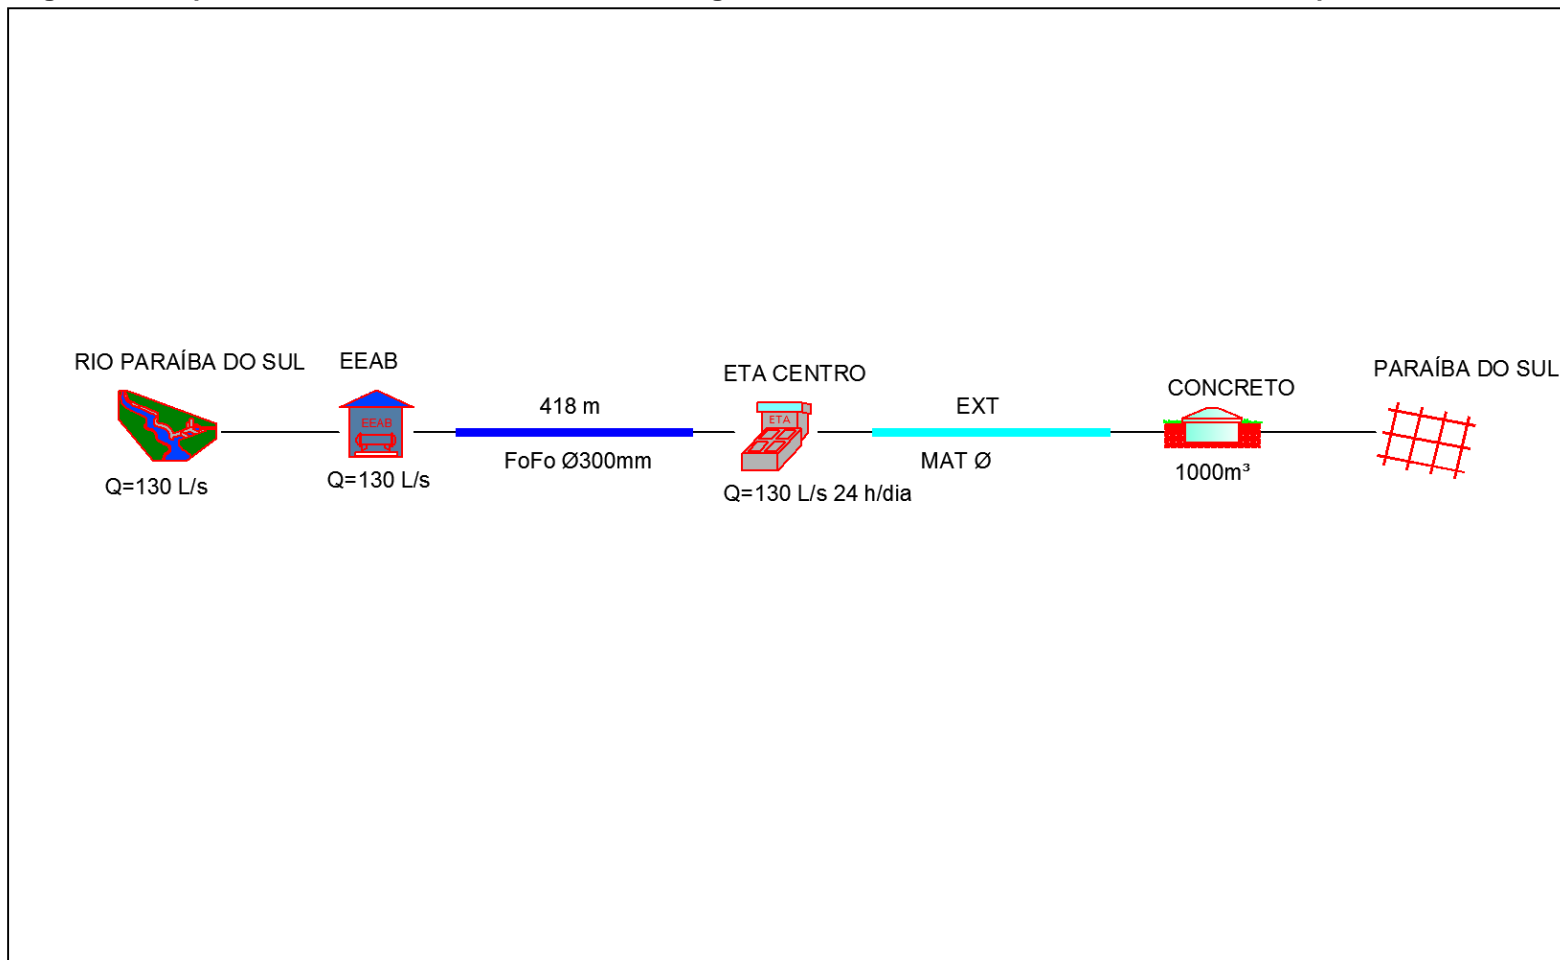 RIO PARAÍBA DO SUL
Q=130 L/s
EEAB
EEAB
Q=130 L/s
418 m
FoFo Ø300mm
ETA CENTRO
ETA
Q=130 L/s 24 h/dia
EXT
MAT Ø
CONCRETO
1000m³
PARAÍBA DO SUL